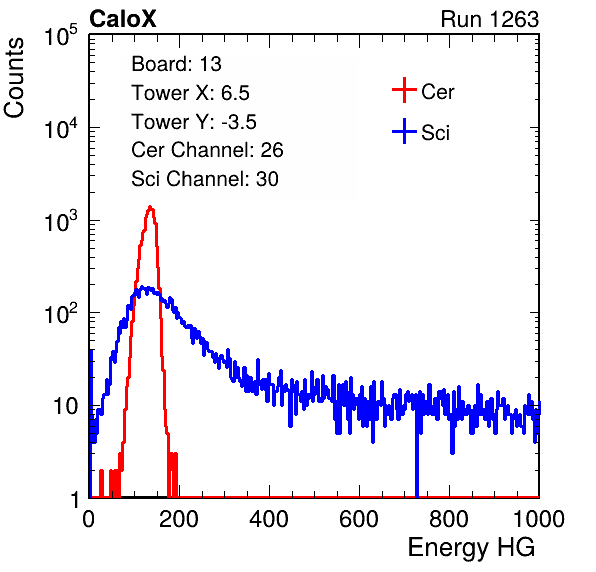 CaloX Run 1263
Counts
10^5
10^4
10^3
10^2
10
1
Board: 13
Tower X: 6.5
Tower Y: -3.5
Cer Channel: 26
Sci Channel: 30
Cer
Sci
0 200 400 600 800 1000
Energy HG